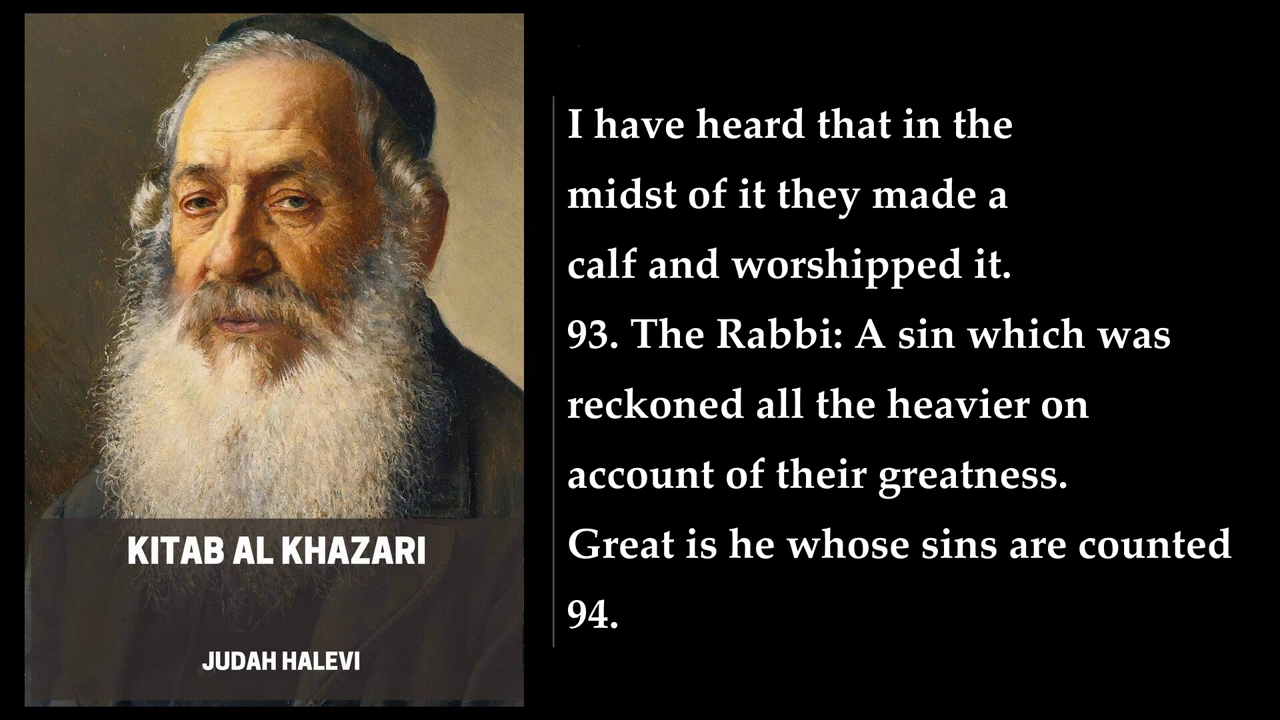 KITAB AL KHAZARI
JUDAH HALEVI
I have heard that in the
midst of it they made a
calf and worshipped it.
93. The Rabbi: A sin which was
reckoned all the heavier on
account of their greatness.
Great is he whose sins are counted
94.